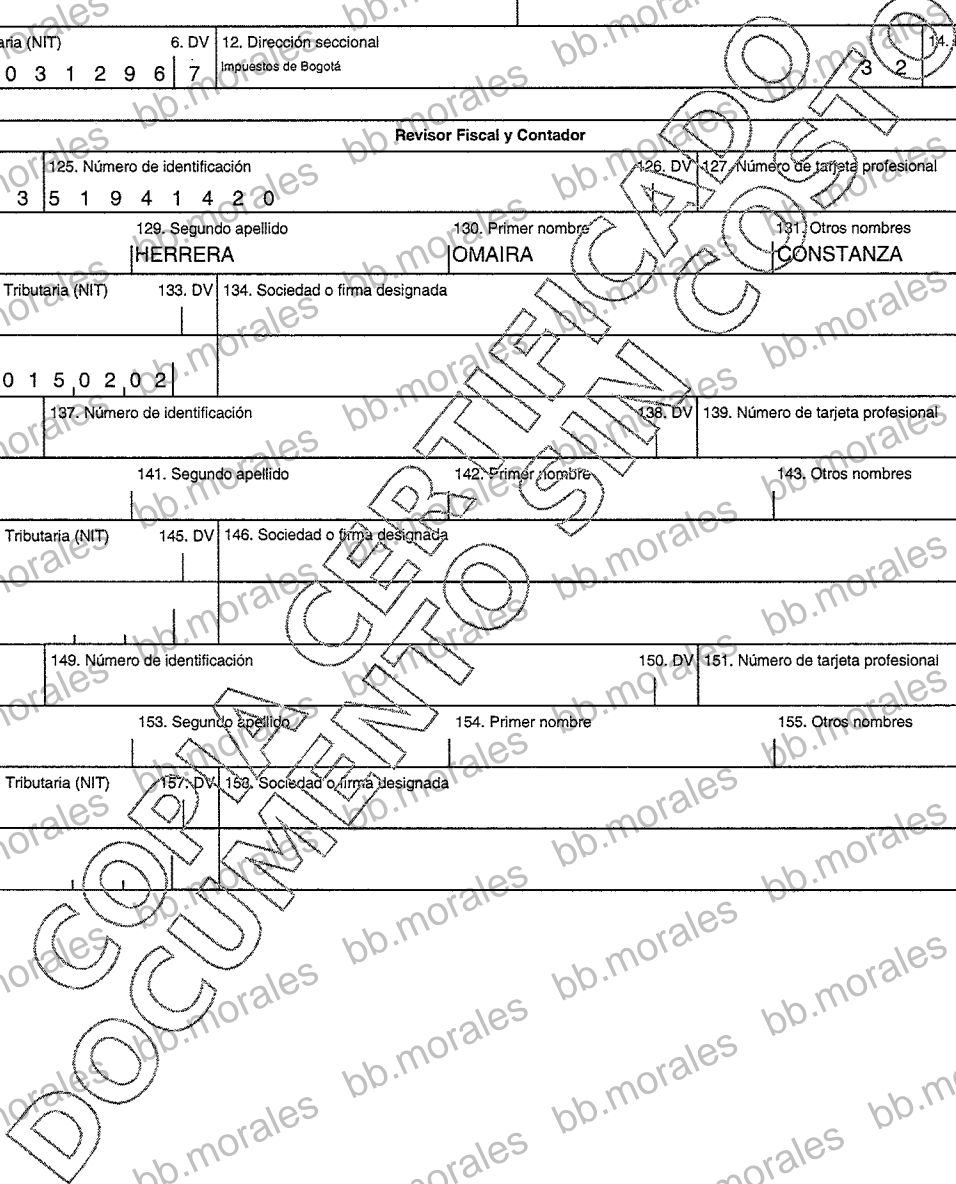 aria (NIT) 6. DV 12. Dirección seccional 14.
0 3 1 2 9 6 7 Impuestos de Bogotá 3 2
Revisor Fiscal y Contador
125. Número de identificación 126. DV 127. Número de tarjeta profesional
3 5 1 9 4 1 4 2 0
129. Segundo apellido 130. Primer nombre 131. Otros nombres
HERRERA OMAIRA CONSTANZA
Tributaria (NIT) 133. DV 134. Sociedad o firma designada
0 1 5 0 2 0 2
137. Número de identificación 138. DV 139. Número de tarjeta profesional
141. Segundo apellido 142. Primer nombre 143. Otros nombres
Tributaria (NIT) 145. DV 146. Sociedad o firma designada
149. Número de identificación 150. DV 151. Número de tarjeta profesional
153. Segundo apellido 154. Primer nombre 155. Otros nombres
Tributaria (NIT) 157. DV 158. Sociedad o firma designada
COPIA CERTIFICADO
DOCUMENTO SIN COSTO
bb.morales